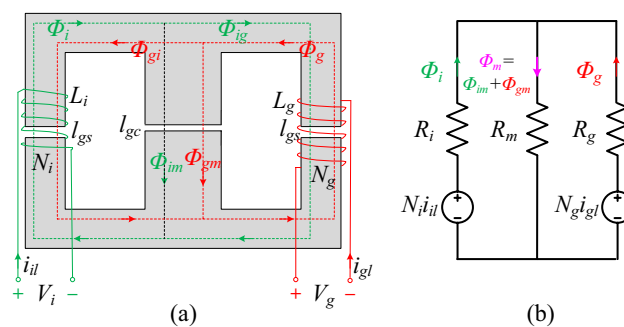 Φi Φig
Φgi Φg
Li Lg
lgs lgc lgs
Ni Φim Φgm Ng
iil igl
+ Vi − + Vg −
(a)
Φi Φm= Φg
Φim+Φgm
Ri Rm Rg
Niiil + − Ngigl + −
(b)